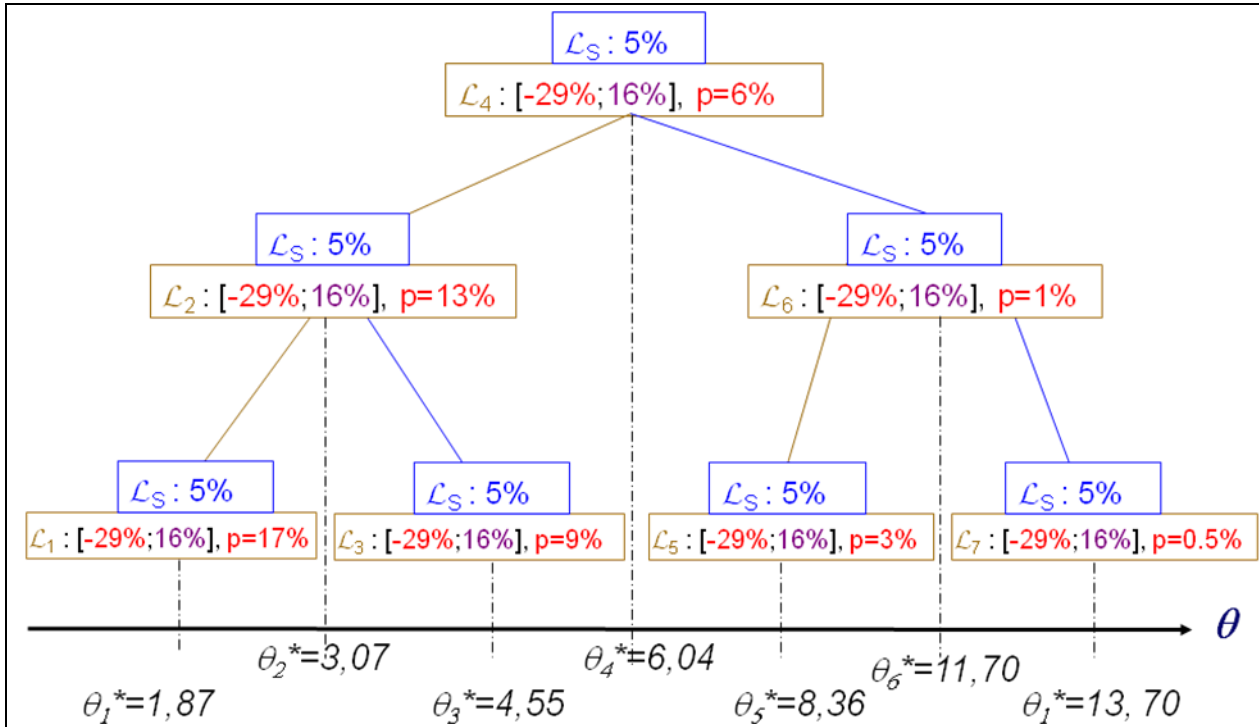 ℒS : 5%
ℒ4 : [-29%;16%], p=6%
ℒS : 5%
ℒS : 5%
ℒ2 : [-29%;16%], p=13%
ℒ6 : [-29%;16%], p=1%
ℒS : 5%
ℒS : 5%
ℒS : 5%
ℒS : 5%
ℒ1 : [-29%;16%], p=17%
ℒ3 : [-29%;16%], p=9%
ℒ5 : [-29%;16%], p=3%
ℒ7 : [-29%;16%], p=0.5%
θ
θ2*=3,07
θ4*=6,04
θ6*=11,70
θ1*=1,87
θ3*=4,55
θ5*=8,36
θ1*=13,70